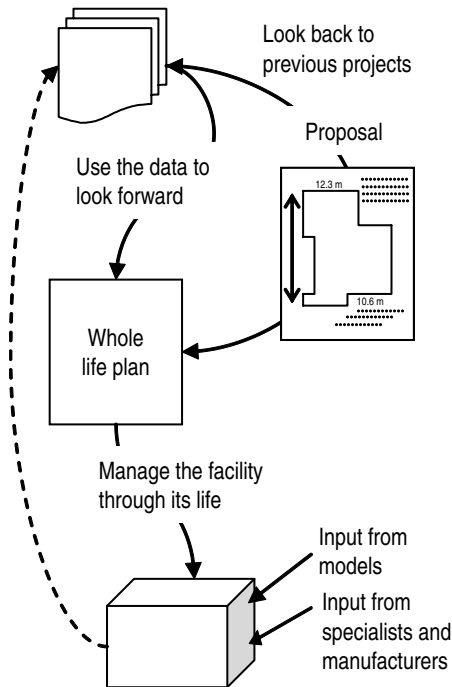 Look back to
previous projects
Proposal
12.3 m
10.6 m
Use the data to
look forward
Whole
life plan
Manage the facility
through its life
Input from
models
Input from
specialists and
manufacturers